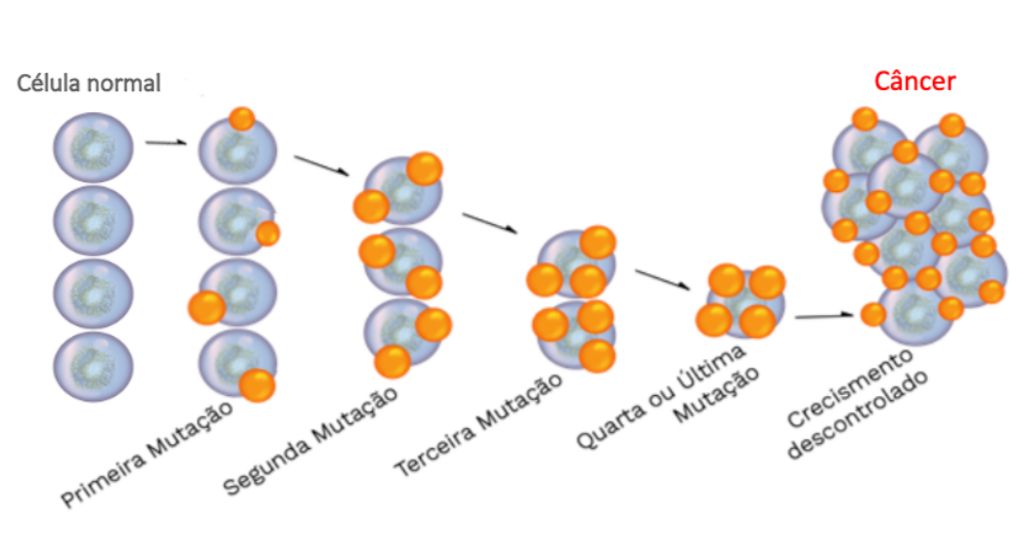 Célula normal
Câncer
Primeira Mutação
Segunda Mutação
Terceira Mutação
Quarta ou Última
Mutação
Crecismento
descontrolado